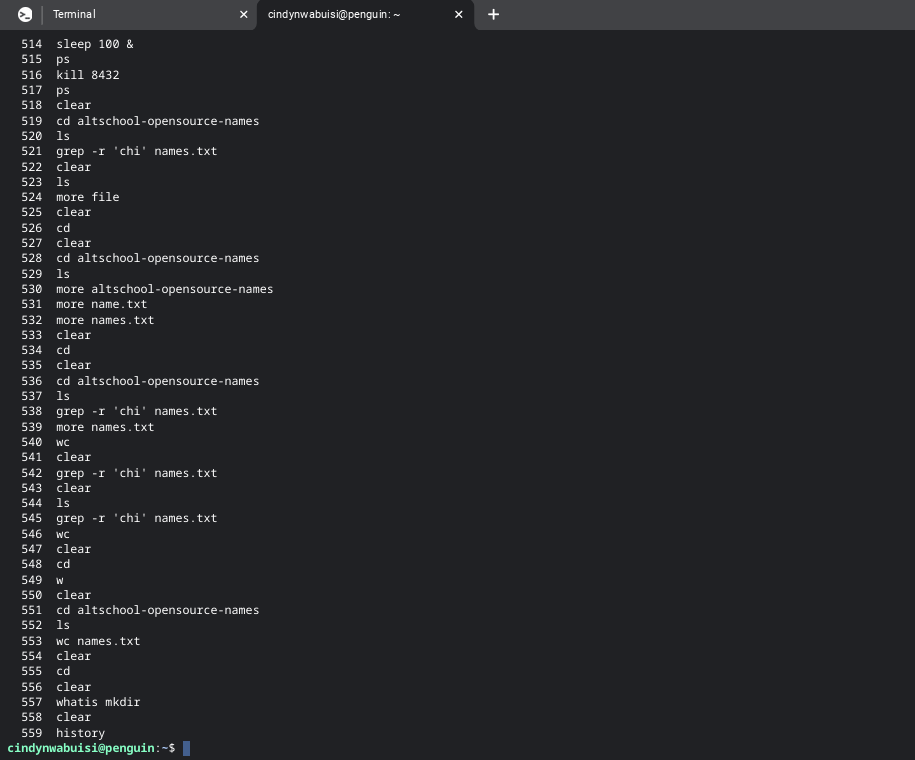 Terminal
cindynwabuisi@penguin: ~
514 sleep 100 &
515 ps
516 kill 8432
517 ps
518 clear
519 cd altschool-opensource-names
520 ls
521 grep -r 'chi' names.txt
522 clear
523 ls
524 more file
525 clear
526 cd
527 clear
528 cd altschool-opensource-names
529 ls
530 more altschool-opensource-names
531 more name.txt
532 more names.txt
533 clear
534 cd
535 clear
536 cd altschool-opensource-names
537 ls
538 grep -r 'chi' names.txt
539 more names.txt
540 wc
541 clear
542 grep -r 'chi' names.txt
543 clear
544 ls
545 grep -r 'chi' names.txt
546 wc
547 clear
548 cd
549 w
550 clear
551 cd altschool-opensource-names
552 ls
553 wc names.txt
554 clear
555 cd
556 clear
557 whatis mkdir
558 clear
559 history
cindynwabuisi@penguin:~$